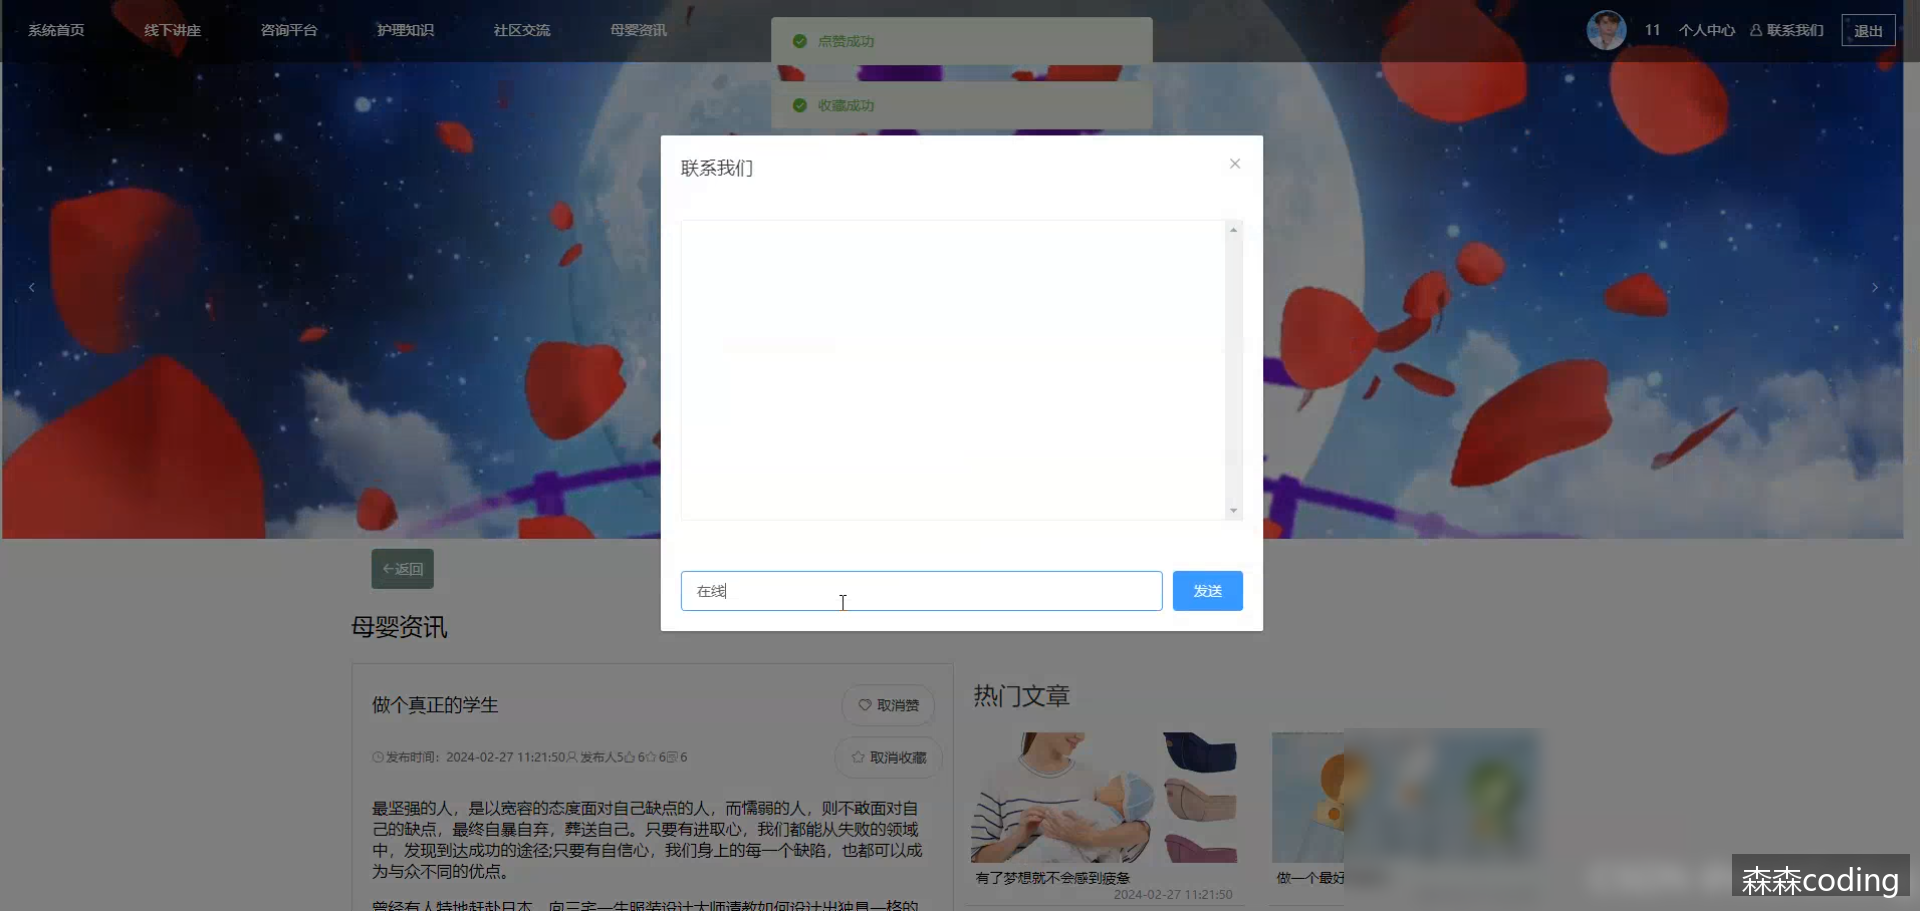 系统首页 线下讲座 咨询平台 护理知识 社区交流 母婴资讯 11 个人中心 联系我们 退出
点赞成功
收藏成功
联系我们
在线 发送
←返回
母婴资讯
做个真正的学生 取消赞
发布时间：2024-02-27 11:21:50 发布人5 6 6 6 取消收藏
最坚强的人，是以宽容的态度面对自己缺点的人，而懦弱的人，则不敢面对自
己的缺点，最终自暴自弃，葬送自己。只要有进取心，我们都能从失败的领域
中，发现到达成功的途径;只要有自信心，我们身上的每一个缺陷，也都可以成
为与众不同的优点。
曾经有人特地赶赴日本，向三宅一生服装设计大师请教如何设计出独具一格的
热门文章
有了梦想就不会感到疲惫
2024-02-27 11:21:50
做一个最好
森森coding